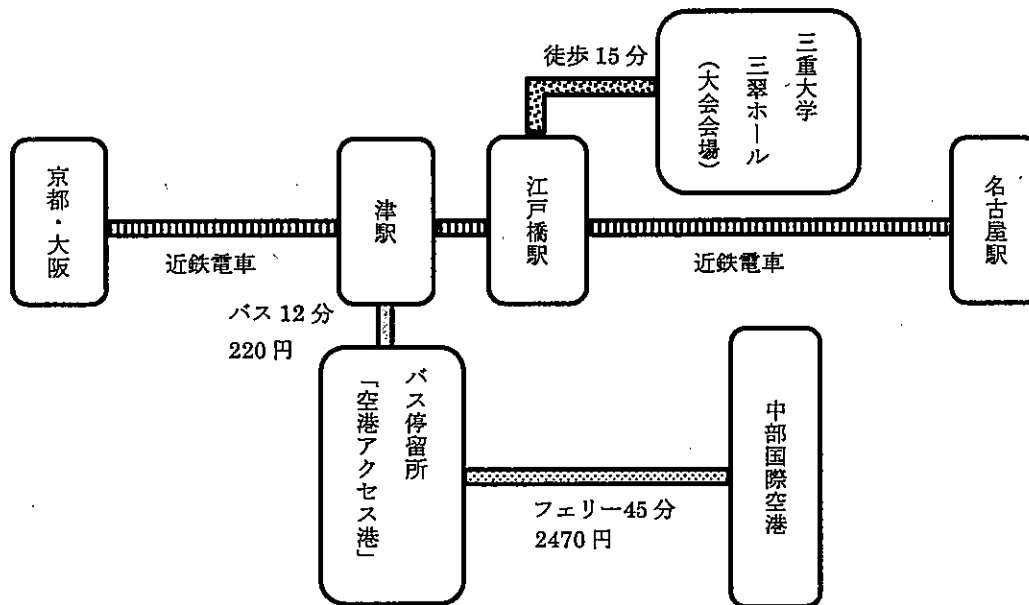 徒歩 15 分
三重大学
三翠ホール
(大会会場)
京都・大阪
津駅
江戸橋駅
名古屋駅
近鉄電車
近鉄電車
バス 12 分
220 円
バス停留所
「空港アクセス港」
中部国際空港
フェリー45 分
2470 円